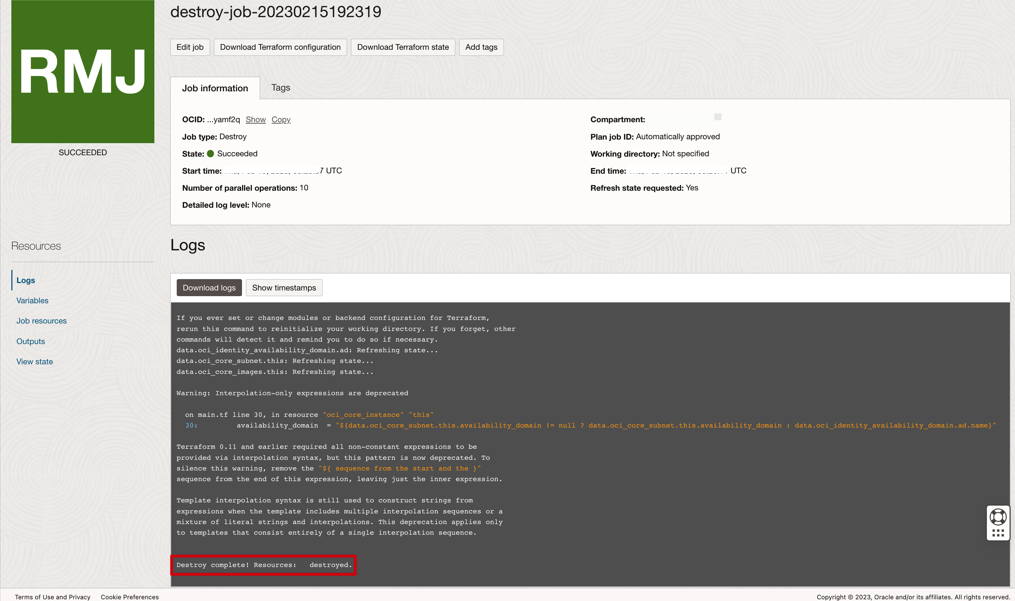 destroy-job-20230215192319
RMJ
SUCCEEDED
Edit job Download Terraform configuration Download Terraform state Add tags
Job information Tags
OCID: ...yamf2q Show Copy
Job type: Destroy
State: Succeeded
Start time: 7 UTC
Number of parallel operations: 10
Detailed log level: None
Compartment:
Plan job ID: Automatically approved
Working directory: Not specified
End time: UTC
Refresh state requested: Yes
Resources
Logs
Variables
Job resources
Outputs
View state
Logs
Download logs Show timestamps
If you ever set or change modules or backend configuration for Terraform,
rerun this command to reinitialize your working directory. If you forget, other
commands will detect it and remind you to do so if necessary.
data.oci_identity_availability_domain.ad: Refreshing state...
data.oci_core_subnet.this: Refreshing state...
data.oci_core_images.this: Refreshing state...
Warning: Interpolation-only expressions are deprecated
on main.tf line 30, in resource "oci_core_instance" "this"
30: availability_domain = "${data.oci_core_subnet.this.availability_domain != null ? data.oci_core_subnet.this.availability_domain : data.oci_identity_availability_domain.ad.name}"
Terraform 0.11 and earlier required all non-constant expressions to be
provided via interpolation syntax, but this pattern is now deprecated. To
silence this warning, remove the "${ sequence from the start and the }"
sequence from the end of this expression, leaving just the inner expression.
Template interpolation syntax is still used to construct strings from
expressions when the template includes multiple interpolation sequences or a
mixture of literal strings and interpolations. This deprecation applies only
to templates that consist entirely of a single interpolation sequence.
Destroy complete! Resources: destroyed.
Terms of Use and Privacy Cookie Preferences
Copyright © 2023, Oracle and/or its affiliates. All rights reserved.